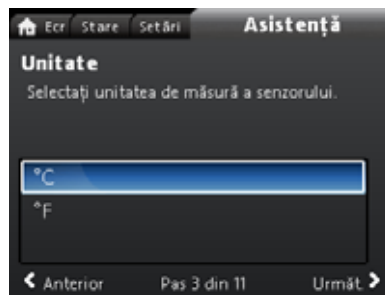 Ecr Stare Setări Asistență
Unitate
Selectați unitatea de măsură a senzorului.
°C
°F
Anterior Pas 3 din 11 Următ.